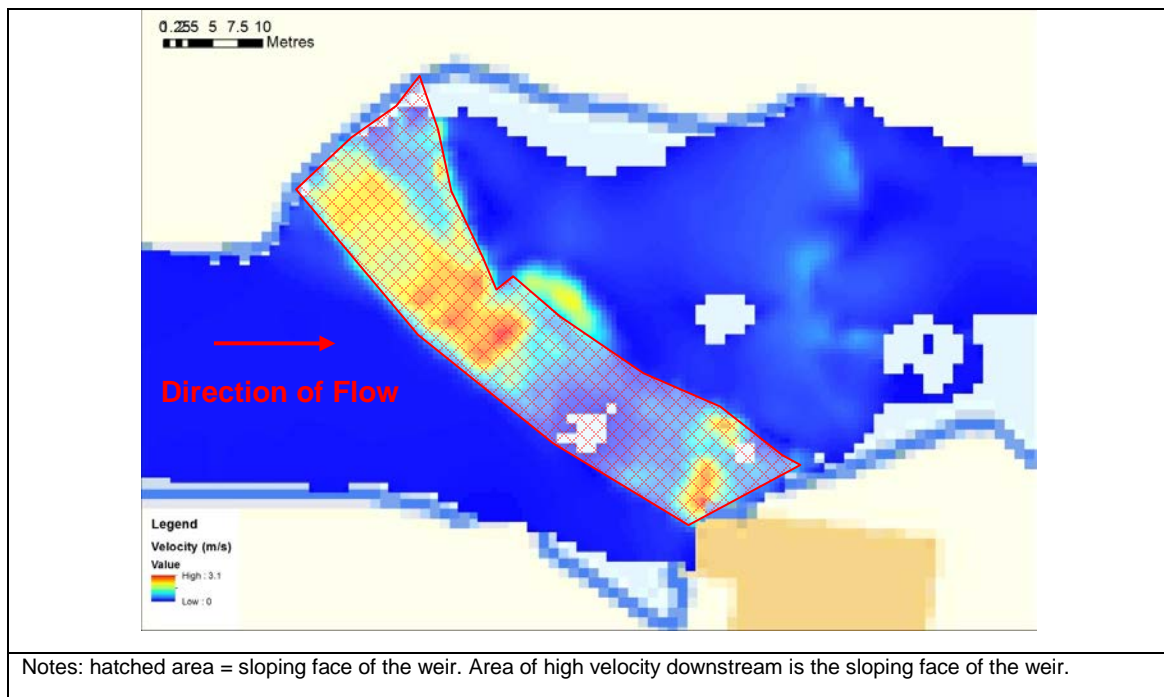 0 1.25 2.5 5 7.5 10
Metres
Direction of Flow
Legend
Velocity (m/s)
Value
High : 3.1
Low : 0
Notes: hatched area = sloping face of the weir. Area of high velocity downstream is the sloping face of the weir.